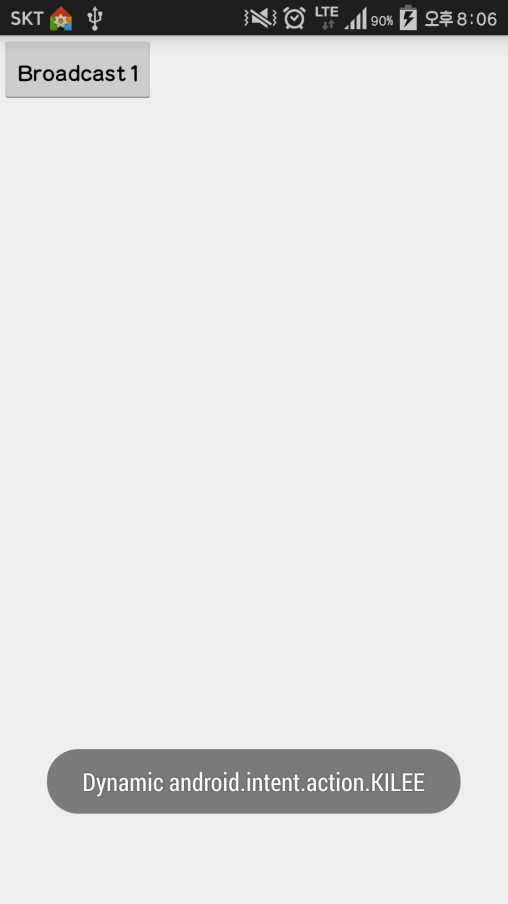 SKT LTE 90% 오후 8:06
Broadcast1
Dynamic android.intent.action.KILEE